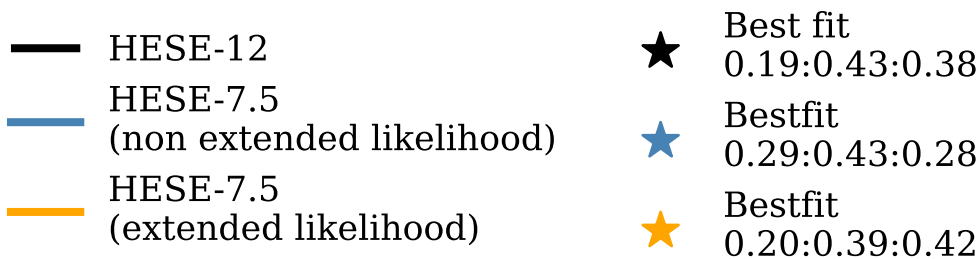 HESE-12
HESE-7.5
(non extended likelihood)
HESE-7.5
(extended likelihood)
Best fit
0.19:0.43:0.38
Bestfit
0.29:0.43:0.28
Bestfit
0.20:0.39:0.42